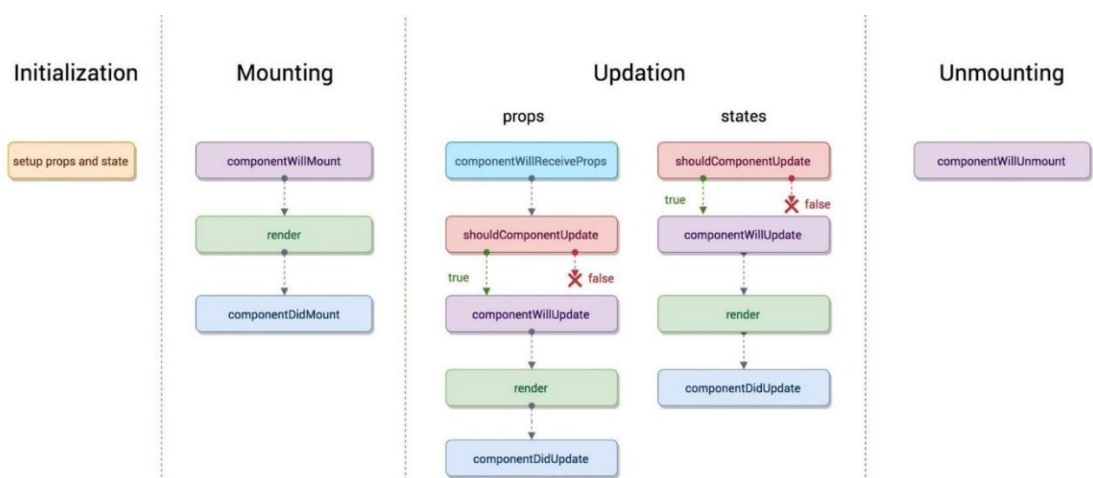 Initialization
setup props and state
Mounting
componentWillMount
render
componentDidMount
Updation
props
componentWillReceiveProps
shouldComponentUpdate
true
false
componentWillUpdate
render
componentDidUpdate
states
shouldComponentUpdate
true
false
componentWillUpdate
render
componentDidUpdate
Unmounting
componentWillUnmount